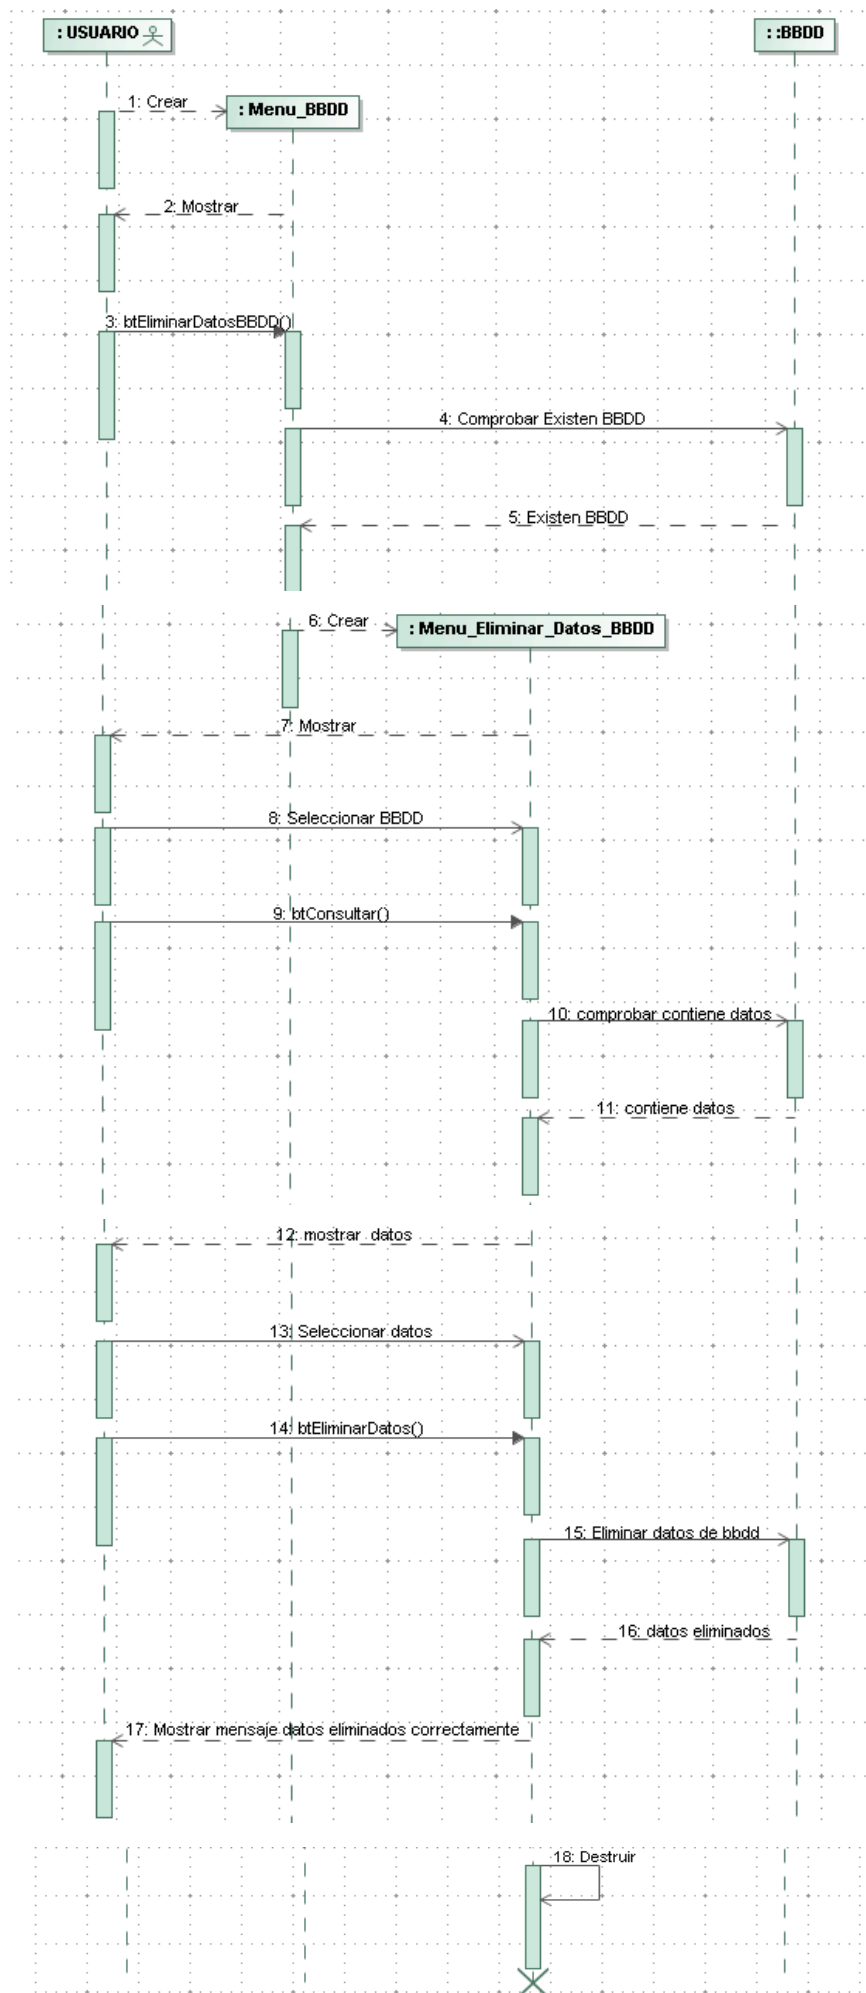 : USUARIO
: :BBDD
1: Crear
: Menu_BBDD
2: Mostrar
3: btEliminarDatosBBDD()
4: Comprobar Existen BBDD
5: Existen BBDD
6: Crear
: Menu_Eliminar_Datos_BBDD
7: Mostrar
8: Seleccionar BBDD
9: btConsultar()
10: comprobar contiene datos
11: contiene datos
12: mostrar datos
13: Seleccionar datos
14: btEliminarDatos()
15: Eliminar datos de bbdd
16: datos eliminados
17: Mostrar mensaje datos eliminados correctamente
18: Destruir